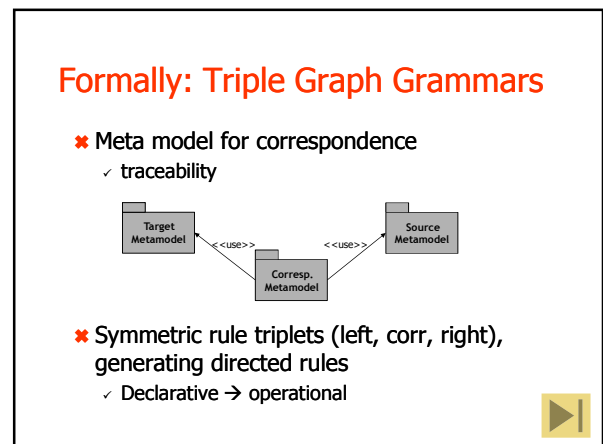 Formally: Triple Graph Grammars
✖ Meta model for correspondence
✓ traceability
Target
Metamodel
<<use>>
<<use>>
Source
Metamodel
Corresp.
Metamodel
✖ Symmetric rule triplets (left, corr, right),
generating directed rules
✓ Declarative → operational